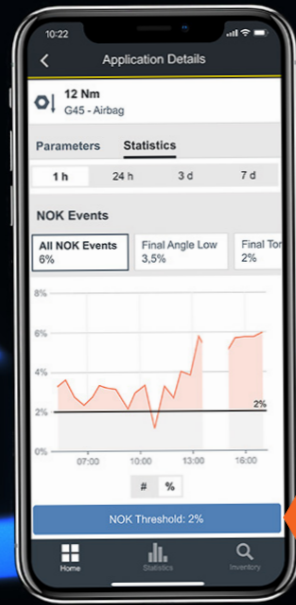 10:22
Application Details
12 Nm
G45 - Airbag
Parameters Statistics
1 h 24 h 3 d 7 d
NOK Events
All NOK Events Final Angle Low Final Tor
6% 3,5% 2%
8%
6%
4%
2% 2%
0%
07:00 10:00 13:00 16:00
# %
NOK Threshold: 2%
Home Statistics Inventory